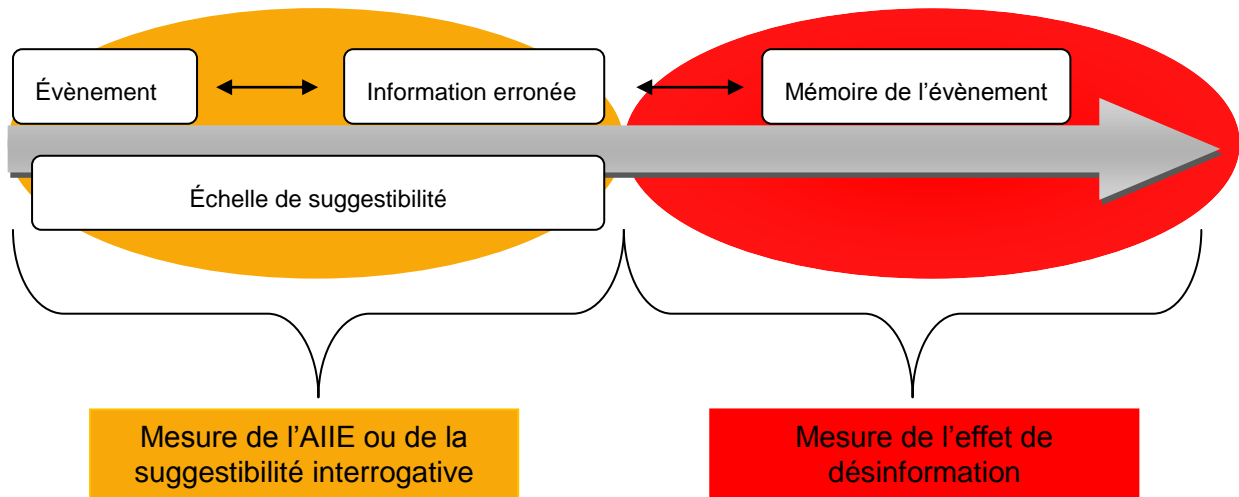 Évènement
Information erronée
Mémoire de l’évènement
Échelle de suggestibilité
Mesure de l’AIIE ou de la
suggestibilité interrogative
Mesure de l’effet de
désinformation